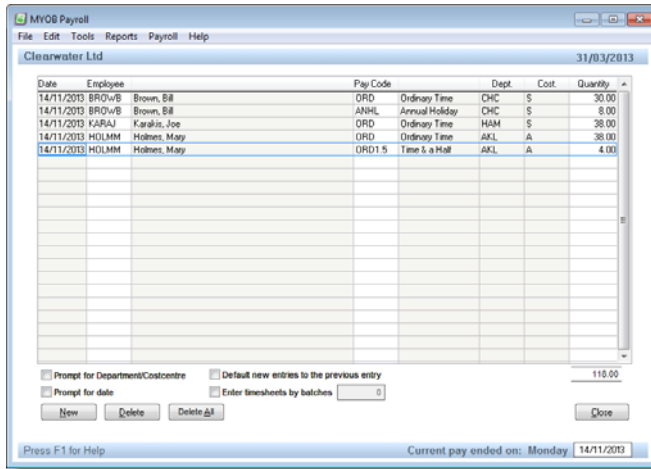 MYOB Payroll
File Edit Tools Reports Payroll Help
Clearwater Ltd 31/03/2013
Date Employee Pay Code Dept. Cost. Quantity
14/11/2013 BROWB Brown, Bill ORD Ordinary Time CHC S 30.00
14/11/2013 BROWB Brown, Bill ANHL Annual Holiday CHC S 8.00
14/11/2013 KARAJ Karakis, Joe ORD Ordinary Time HAM S 38.00
14/11/2013 HOLMM Holmes, Mary ORD Ordinary Time AKL A 38.00
14/11/2013 HOLMM Holmes, Mary ORD1.5 Time & a Half AKL A 4.00
Prompt for Department/Costcentre Default new entries to the previous entry 118.00
Prompt for date Enter timesheets by batches 0
New Delete Delete All Close
Press F1 for Help Current pay ended on: Monday 14/11/2013